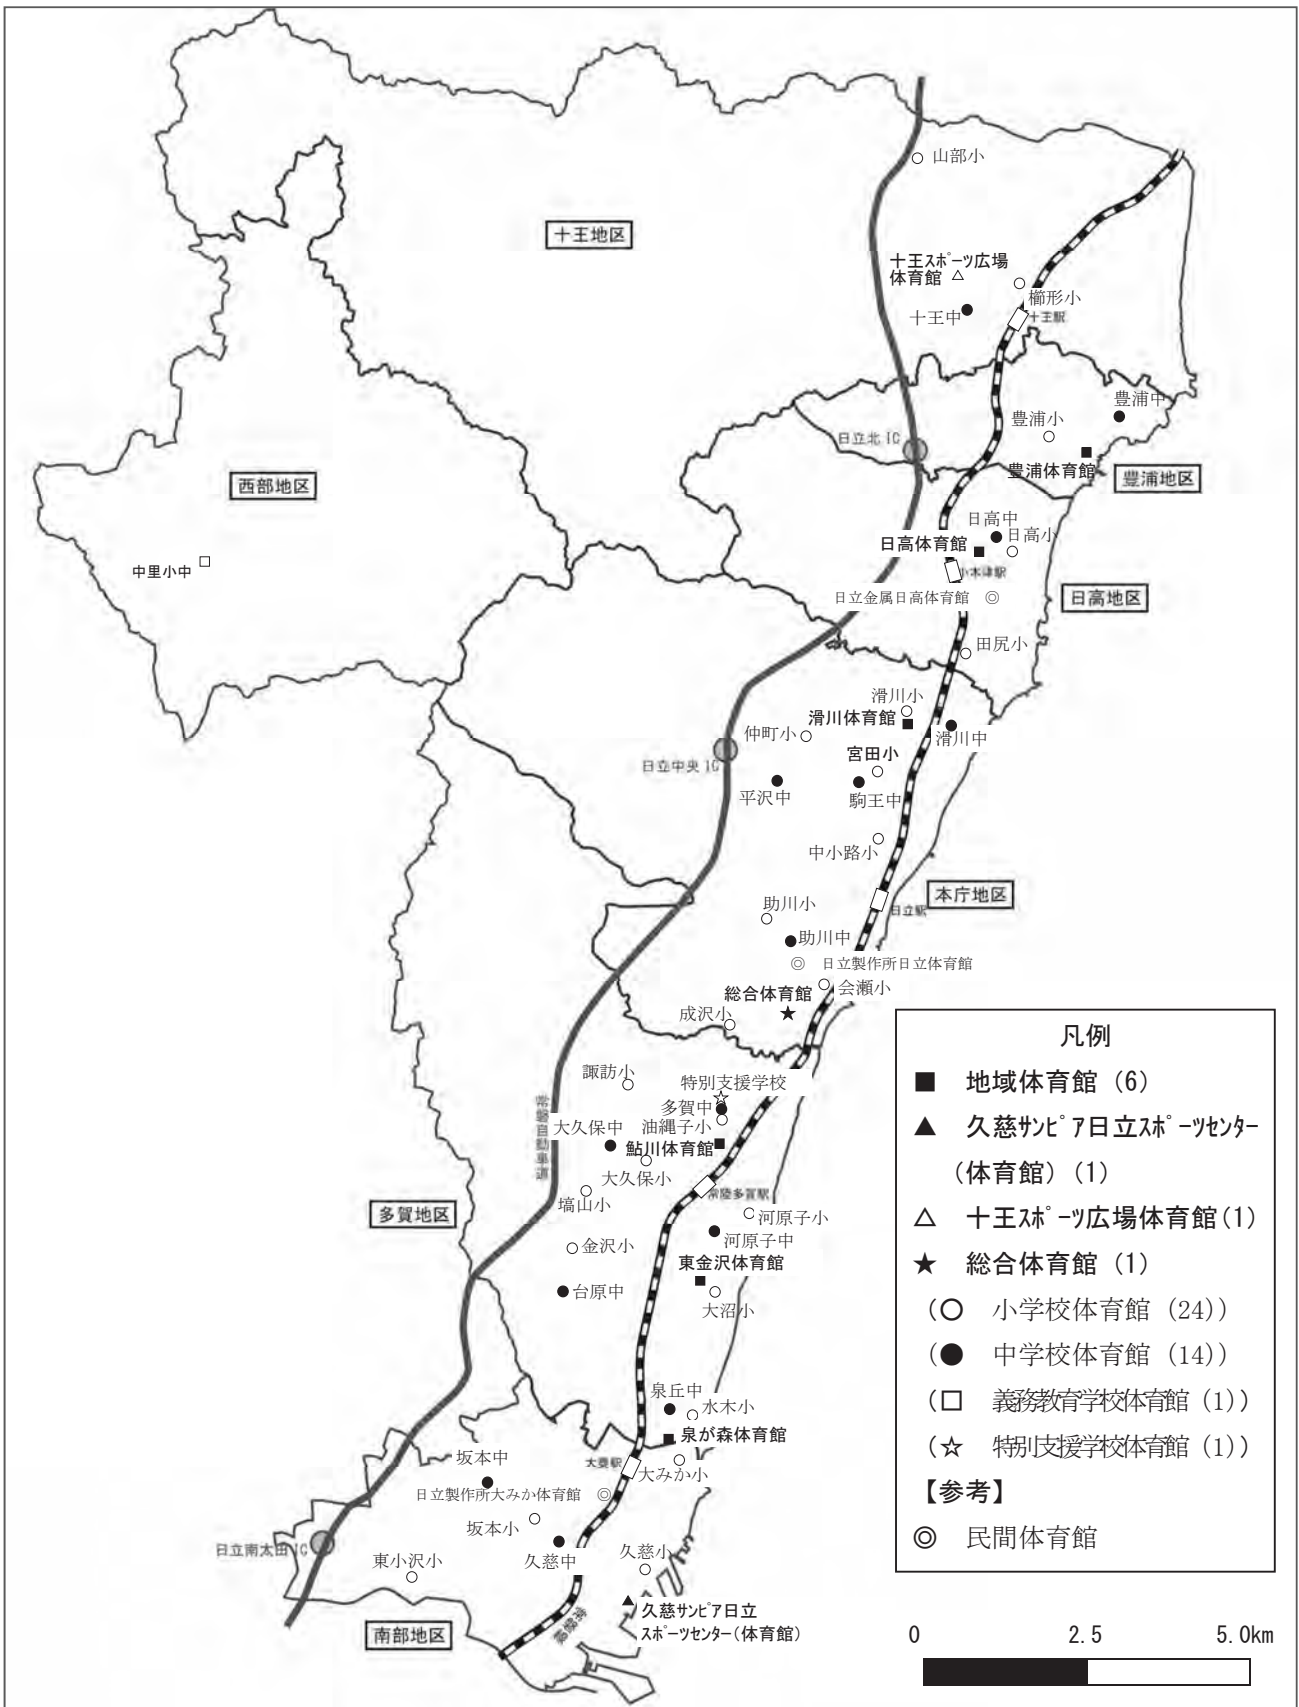 山部小
十王地区
十王スポーツ広場
体育館
櫛形小
十王駅
十王中
豊浦中
豊浦小
日立北IC
豊浦体育館
豊浦地区
西部地区
日高中
日高小
日高体育館
小木津駅
中里小中
日立金属日高体育館
日高地区
田尻小
滑川小
滑川体育館
仲町小
滑川中
宮田小
日立中央IC
平沢中
駒王中
中小路小
本庁地区
日立駅
助川小
助川中
日立製作所日立体育館
総合体育館
会瀬小
成沢小
諏訪小
特別支援学校
多賀中
油縄子小
大久保中
鮎川体育館
常磐自動車道
大久保小
常陸多賀駅
塙山小
多賀地区
河原子小
河原子中
金沢小
東金沢体育館
台原中
大沼小
泉丘中
水木小
泉が森体育館
坂本中
大甕駅
大みか小
日立製作所大みか体育館
坂本小
久慈中
日立南太田IC
東小沢小
久慈小
久慈サンピア日立
スポーツセンター(体育館)
南部地区
常磐線
凡例
■ 地域体育館 (6)
▲ 久慈サンピア日立スポーツセンター
(体育館) (1)
△ 十王スポーツ広場体育館(1)
★ 総合体育館 (1)
(○ 小学校体育館 (24))
(● 中学校体育館 (14))
(□ 義務教育学校体育館 (1))
(☆ 特別支援学校体育館 (1))
【参考】
◎ 民間体育館
0 2.5 5.0km